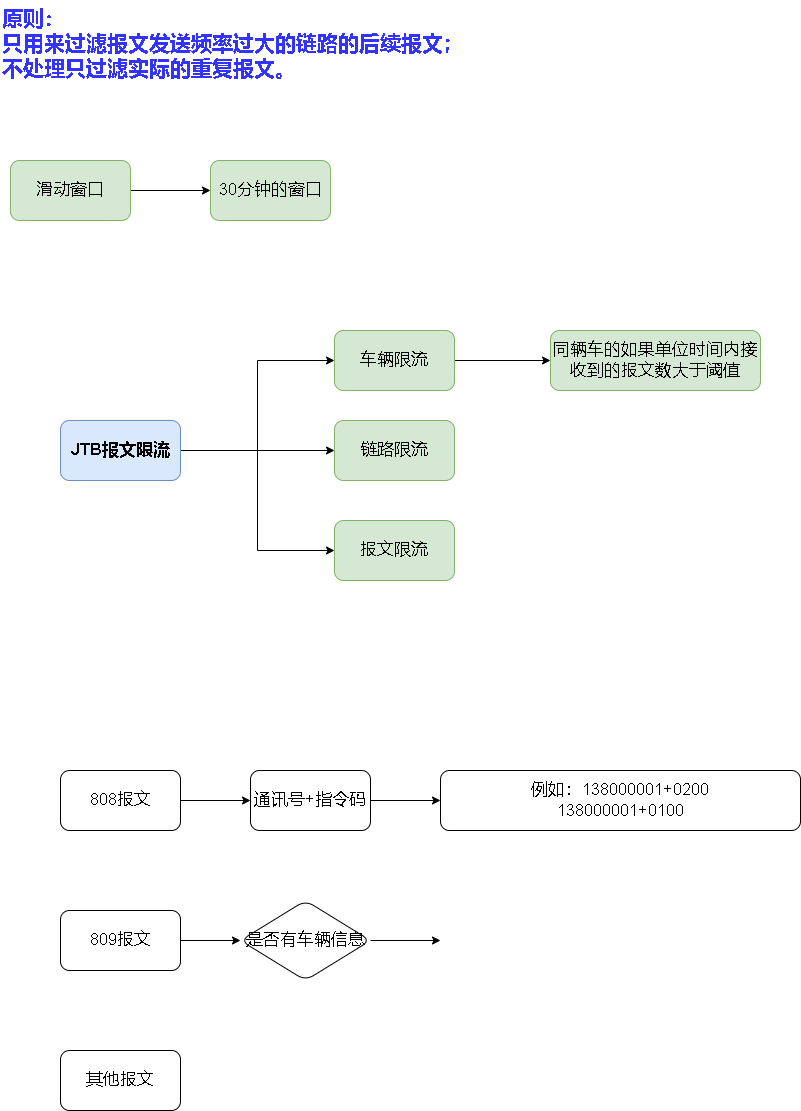 原则：
只用来过滤报文发送频率过大的链路的后续报文；
不处理只过滤实际的重复报文。
滑动窗口
30分钟的窗口
车辆限流
同辆车的如果单位时间内接
收到的报文数大于阈值
JTB报文限流
链路限流
报文限流
808报文
通讯号+指令码
例如：138000001+0200
138000001+0100
809报文
是否有车辆信息
其他报文